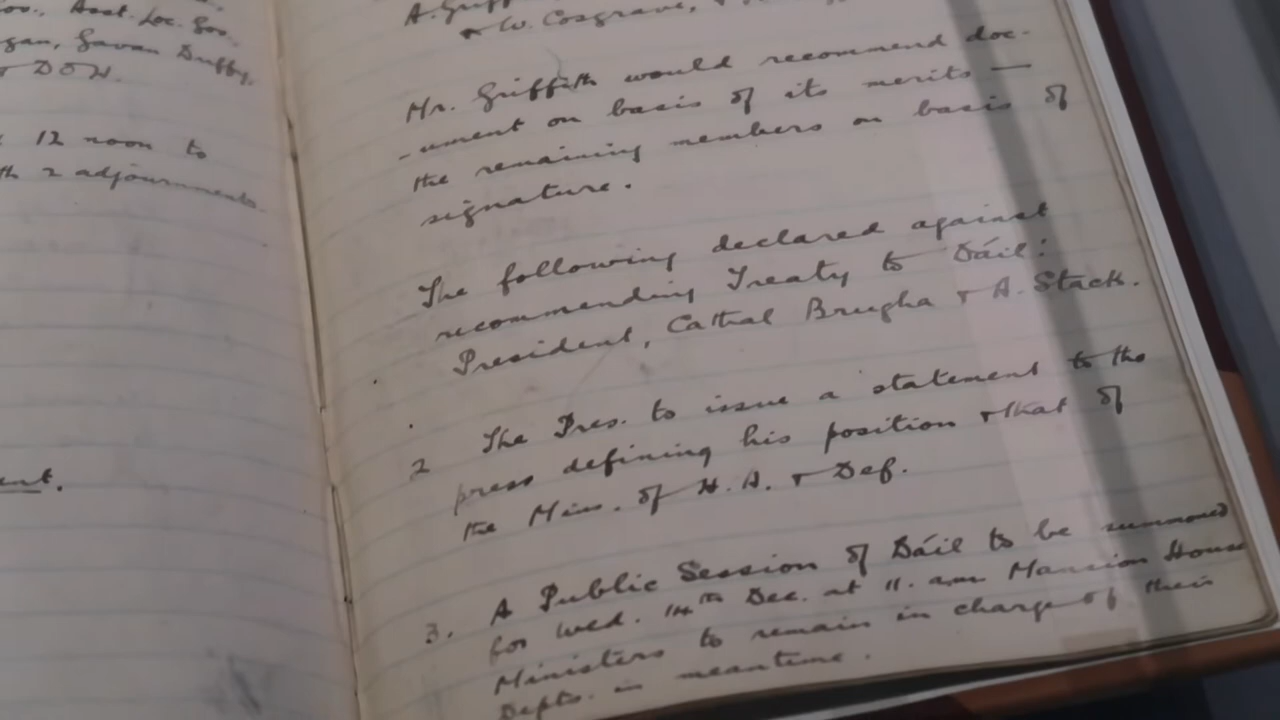 Asst. Loc. Gov.
Gavan Duffy,
12 noon to
2 adjournments.
A. Griff
& W. Cosgrave,
Mr. Griffith would recommend doc-
-ument on basis of its merits —
the remaining members on basis of
signature.
The following declared against
recommending Treaty to Dáil:
President, Cathal Brugha & A. Stack.
2 The Pres. to issue a statement to the
press defining his position & that of
the Mins. of H.A. & Def.
3. A Public Session of Dáil to be summoned
for Wed. 14th Dec. at 11. am Mansion House
Ministers to remain in charge of their
Depts. in meantime.